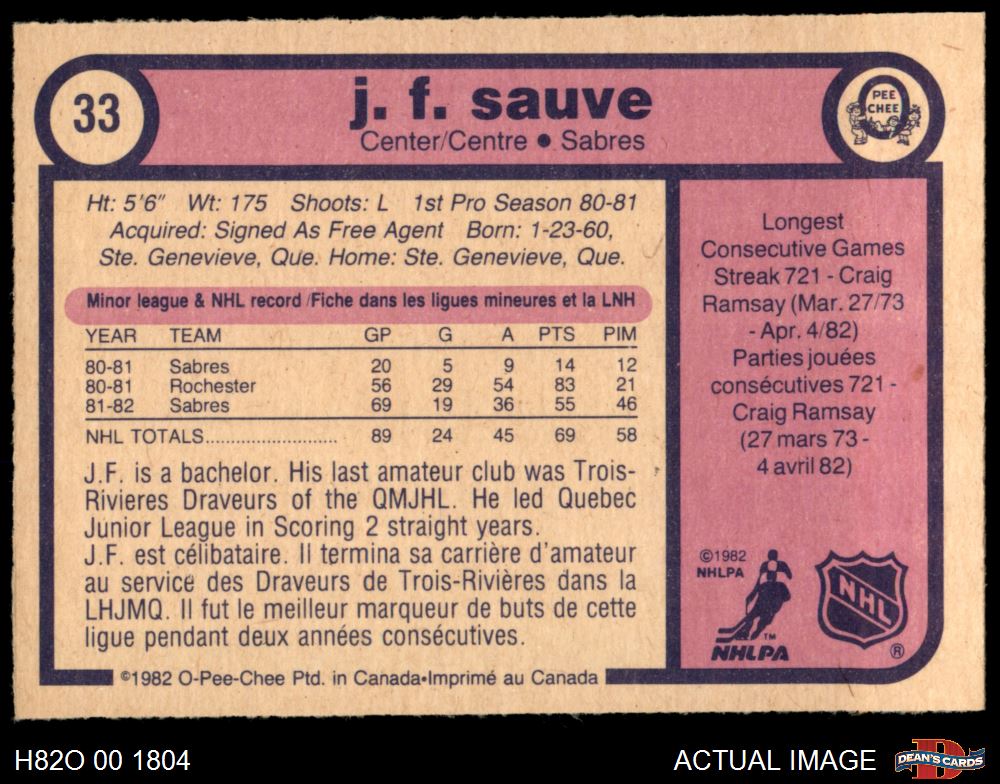 33
j. f. sauve
Center/Centre ● Sabres
PEE
CHEE
Ht: 5'6" Wt: 175 Shoots: L 1st Pro Season 80-81
Acquired: Signed As Free Agent Born: 1-23-60,
Ste. Genevieve, Que. Home: Ste. Genevieve, Que.
Minor league & NHL record /Fiche dans les ligues mineures et la LNH
YEAR TEAM GP G A PTS PIM
80-81 Sabres 20 5 9 14 12
80-81 Rochester 56 29 54 83 21
81-82 Sabres 69 19 36 55 46
NHL TOTALS........................... 89 24 45 69 58
J.F. is a bachelor. His last amateur club was Trois-
Rivieres Draveurs of the QMJHL. He led Quebec
Junior League in Scoring 2 straight years.
J.F. est célibataire. Il termina sa carrière d'amateur
au service des Draveurs de Trois-Rivières dans la
LHJMQ. Il fut le meilleur marqueur de buts de cette
ligue pendant deux années consécutives.
Longest
Consecutive Games
Streak 721 - Craig
Ramsay (Mar. 27/73
- Apr. 4/82)
Parties jouées
consécutives 721 -
Craig Ramsay
(27 mars 73 -
4 avril 82)
©1982
NHLPA
TM
NHLPA
NHL
®
©1982 O-Pee-Chee Ptd. in Canada•Imprimé au Canada
H82O 00 1804
ACTUAL IMAGE
DEAN'S CARDS